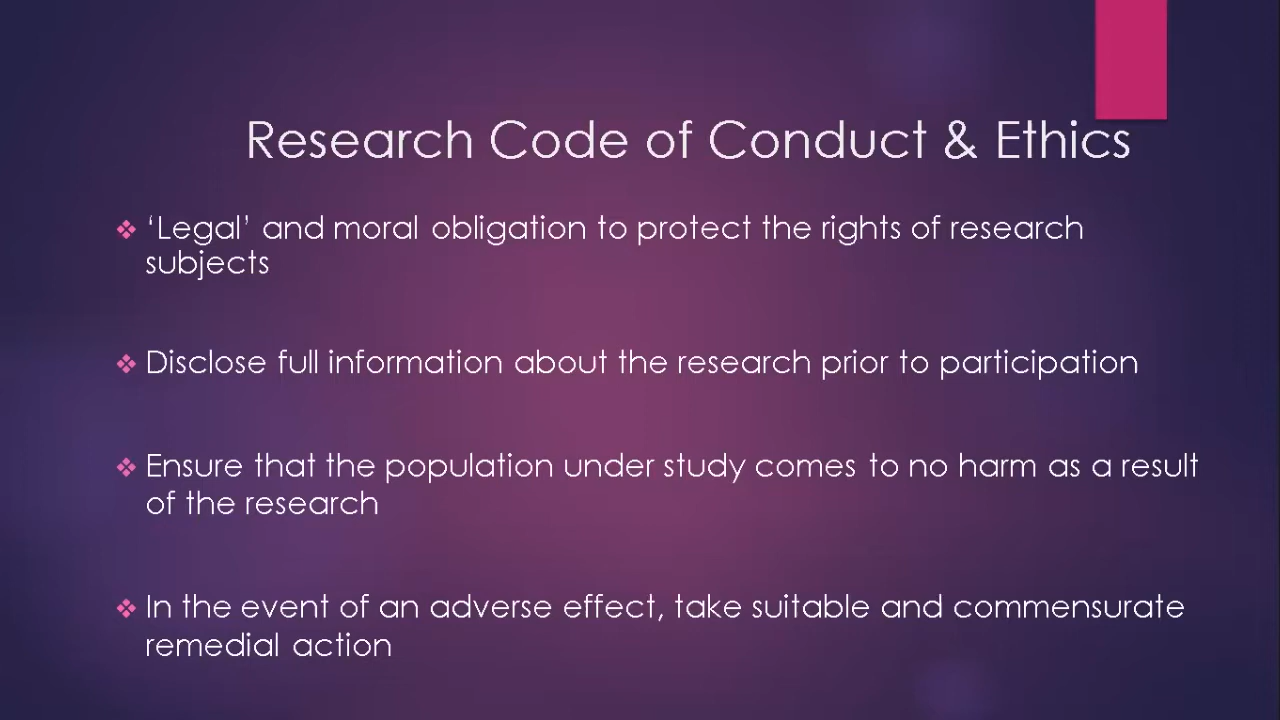 Research Code of Conduct & Ethics
‘Legal’ and moral obligation to protect the rights of research
subjects
Disclose full information about the research prior to participation
Ensure that the population under study comes to no harm as a result
of the research
In the event of an adverse effect, take suitable and commensurate
remedial action